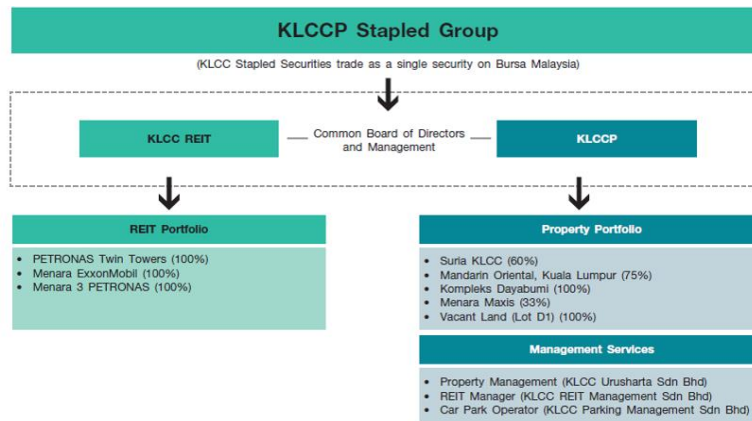 KLCCP Stapled Group
(KLCC Stapled Securities trade as a single security on Bursa Malaysia)
KLCC REIT
Common Board of Directors
and Management
KLCCP
REIT Portfolio
• PETRONAS Twin Towers (100%)
• Menara ExxonMobil (100%)
• Menara 3 PETRONAS (100%)
Property Portfolio
• Suria KLCC (60%)
• Mandarin Oriental, Kuala Lumpur (75%)
• Kompleks Dayabumi (100%)
• Menara Maxis (33%)
• Vacant Land (Lot D1) (100%)
Management Services
• Property Management (KLCC Urusharta Sdn Bhd)
• REIT Manager (KLCC REIT Management Sdn Bhd)
• Car Park Operator (KLCC Parking Management Sdn Bhd)